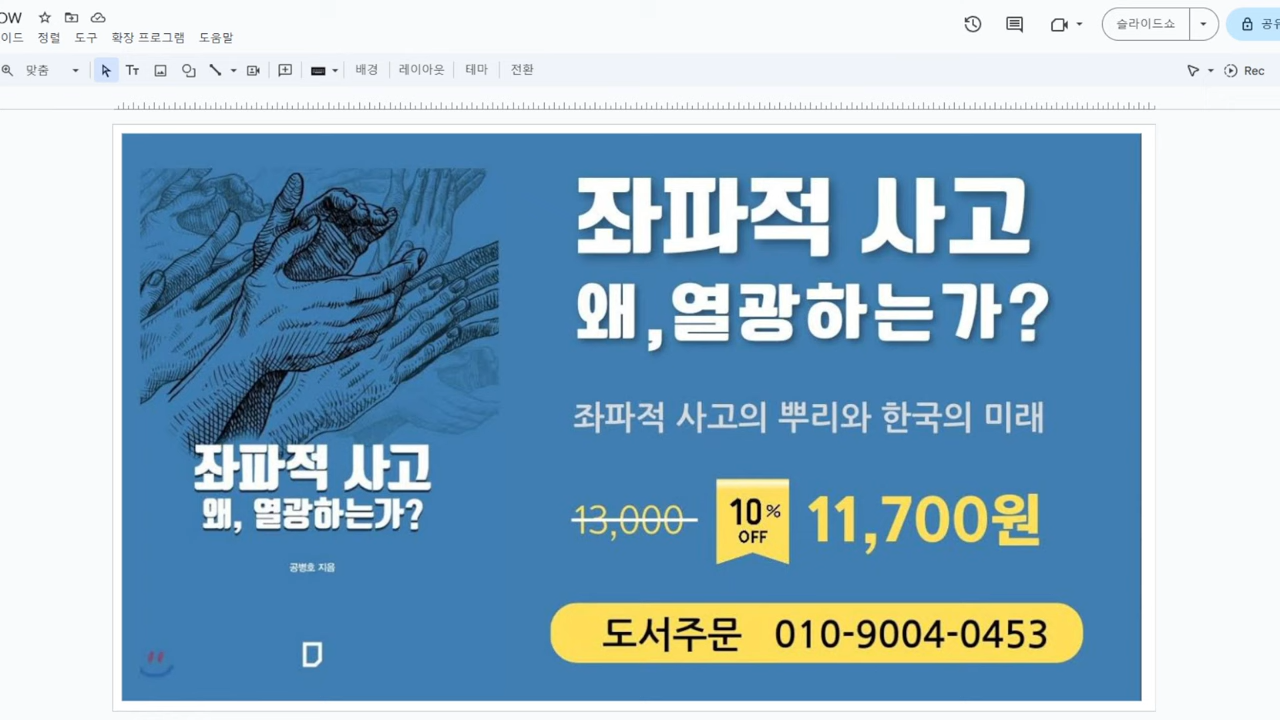 OW
이드 정렬 도구 확장 프로그램 도움말
슬라이드쇼
공유
맞춤
배경 레이아웃 테마 전환
Rec
좌파적 사고
왜, 열광하는가?
공병호 지음
좌파적 사고
왜,열광하는가?
좌파적 사고의 뿌리와 한국의 미래
13,000
10%
OFF
11,700원
도서주문 010-9004-0453